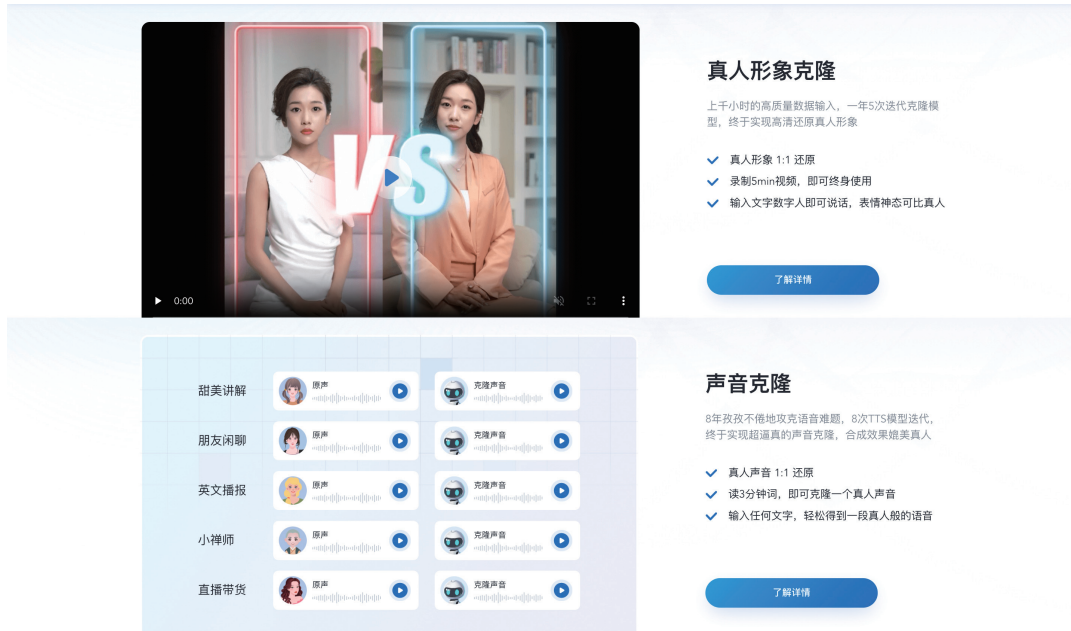 VS
0:00
真人形象克隆
上千小时的高质量数据输入，一年5次迭代克隆模
型，终于实现高清还原真人形象
真人形象 1:1 还原
录制5min视频，即可终身使用
输入文字数字人即可说话，表情神态可比真人
了解详情
甜美讲解 原声 克隆声音
朋友闲聊 原声 克隆声音
英文播报 原声 克隆声音
小禅师 原声 克隆声音
直播带货 原声 克隆声音
声音克隆
8年孜孜不倦地攻克语音难题，8次TTS模型迭代，
终于实现超逼真的声音克隆，合成效果媲美真人
真人声音 1:1 还原
读3分钟词，即可克隆一个真人声音
输入任何文字，轻松得到一段真人般的语音
了解详情